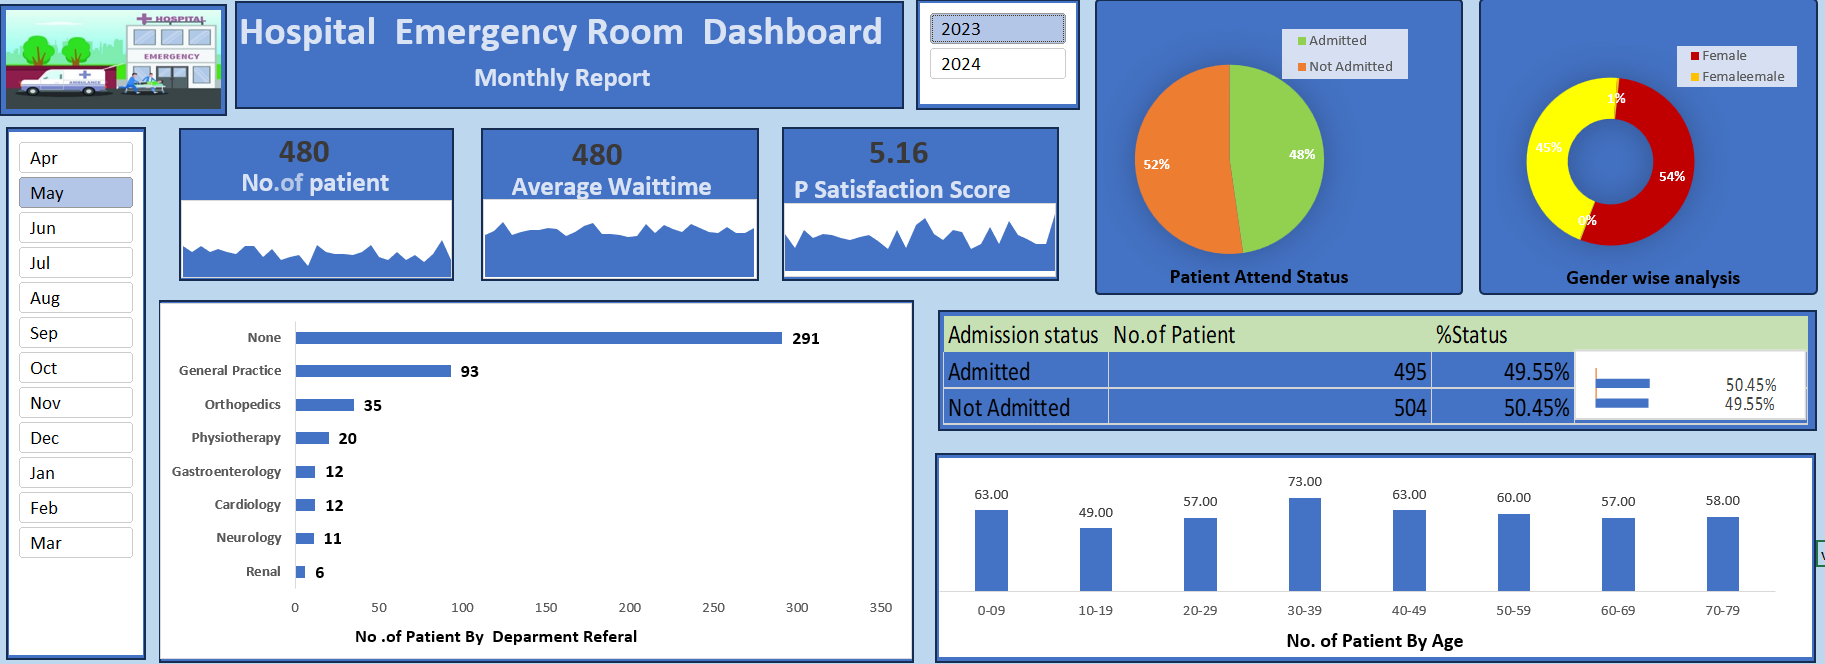 HOSPITAL
EMERGENCY
AMBULANCE
Hospital  Emergency Room  Dashboard
Monthly Report
2023
2024
Admitted
Not Admitted
52%
48%
Patient Attend Status
Female
Femaleemale
1%
45%
54%
0%
Gender wise analysis
Apr
May
Jun
Jul
Aug
Sep
Oct
Nov
Dec
Jan
Feb
Mar
480
No.of patient
480
Average Waittime
5.16
P Satisfaction Score
None 291
General Practice 93
Orthopedics 35
Physiotherapy 20
Gastroenterology 12
Cardiology 12
Neurology 11
Renal 6
0 50 100 150 200 250 300 350
No .of Patient By  Deparment Referal
Admission status No.of Patient %Status
Admitted 495 49.55%
Not Admitted 504 50.45%
50.45%
49.55%
63.00 49.00 57.00 73.00 63.00 60.00 57.00 58.00
0-09 10-19 20-29 30-39 40-49 50-59 60-69 70-79
No. of Patient By Age